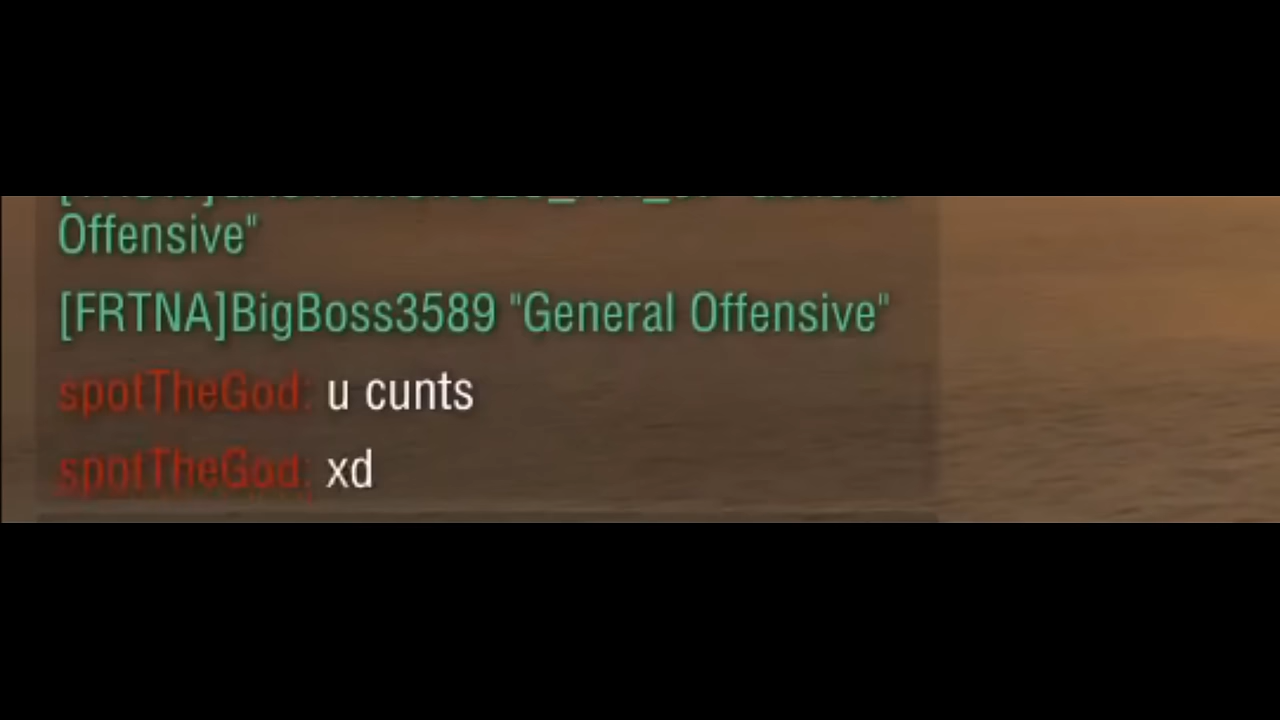 Offensive"
[FRTNA]BigBoss3589 "General Offensive"
spotTheGod: u cunts
spotTheGod: xd